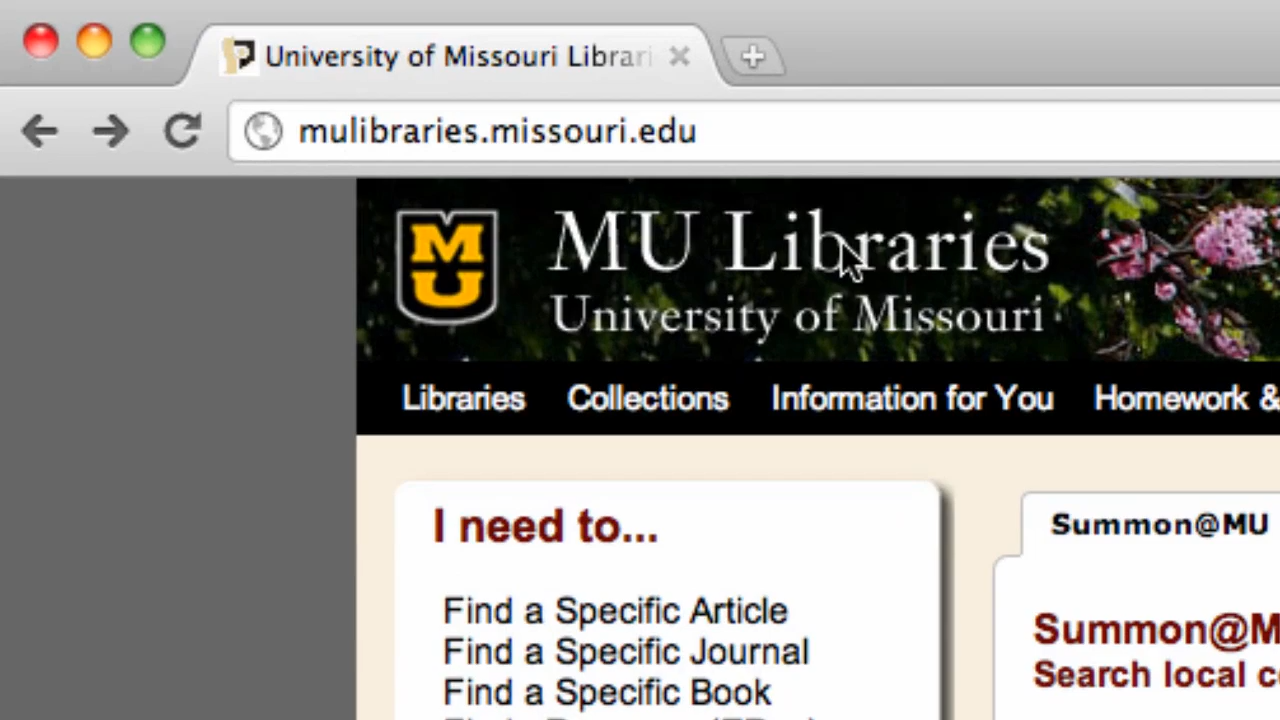 University of Missouri Librari
mulibraries.missouri.edu
MU
MU Libraries
University of Missouri
Libraries Collections Information for You Homework &
I need to...
Summon@MU
Find a Specific Article
Summon@M
Find a Specific Journal
Search local c
Find a Specific Book